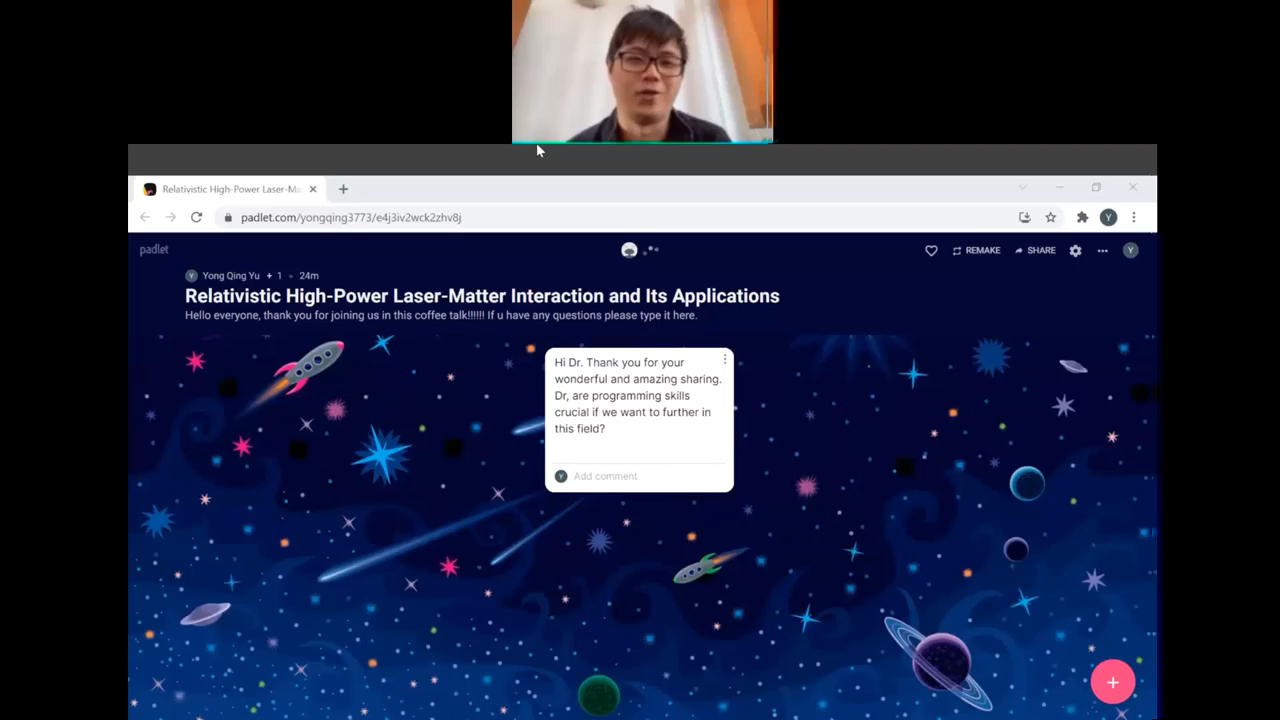 Relativistic High-Power Laser-Ma
padlet.com/yongqing3773/e4j3iv2wck2zhv8j
Y
padlet
REMAKE
SHARE
Y
Y
Yong Qing Yu + 1 • 24m
Relativistic High-Power Laser-Matter Interaction and Its Applications
Hello everyone, thank you for joining us in this coffee talk!!!!!! If u have any questions please type it here.
Hi Dr. Thank you for your
wonderful and amazing sharing.
Dr, are programming skills
crucial if we want to further in
this field?
Y
Add comment